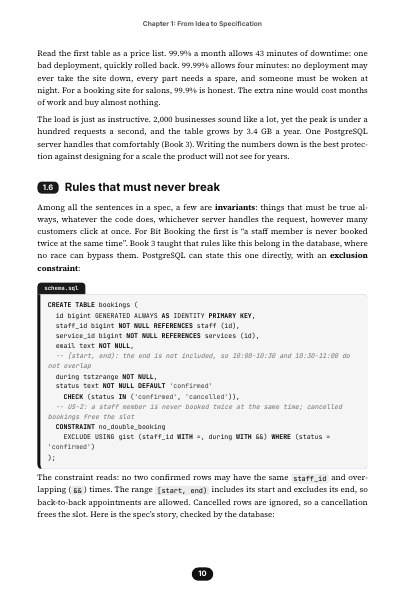 Chapter 1: From Idea to Specification
Read the first table as a price list. 99.9% a month allows 43 minutes of downtime: one
bad deployment, quickly rolled back. 99.99% allows four minutes: no deployment may
ever take the site down, every part needs a spare, and someone must be woken at
night. For a booking site for salons, 99.9% is honest. The extra nine would cost months
of work and buy almost nothing.
The load is just as instructive. 2,000 businesses sound like a lot, yet the peak is under a
hundred requests a second, and the table grows by 3.4 GB a year. One PostgreSQL
server handles that comfortably (Book 3). Writing the numbers down is the best protec-
tion against designing for a scale the product will not see for years.
1.6 Rules that must never break
Among all the sentences in a spec, a few are invariants: things that must be true al-
ways, whatever the code does, whichever server handles the request, however many
customers click at once. For Bit Booking the first is “a staff member is never booked
twice at the same time”. Book 3 taught that rules like this belong in the database, where
no race can bypass them. PostgreSQL can state this one directly, with an exclusion
constraint:
schema.sql
CREATE TABLE bookings (
  id bigint GENERATED ALWAYS AS IDENTITY PRIMARY KEY,
  staff_id bigint NOT NULL REFERENCES staff (id),
  service_id bigint NOT NULL REFERENCES services (id),
  email text NOT NULL,
  -- [start, end): the end is not included, so 10:00-10:30 and 10:30-11:00 do
not overlap
  during tstzrange NOT NULL,
  status text NOT NULL DEFAULT 'confirmed'
    CHECK (status IN ('confirmed', 'cancelled')),
  -- US-2: a staff member is never booked twice at the same time; cancelled
bookings free the slot
  CONSTRAINT no_double_booking
    EXCLUDE USING gist (staff_id WITH =, during WITH &&) WHERE (status =
'confirmed')
);
The constraint reads: no two confirmed rows may have the same staff_id and over-
lapping (&&) times. The range [start, end) includes its start and excludes its end, so
back-to-back appointments are allowed. Cancelled rows are ignored, so a cancellation
frees the slot. Here is the spec’s story, checked by the database:
10